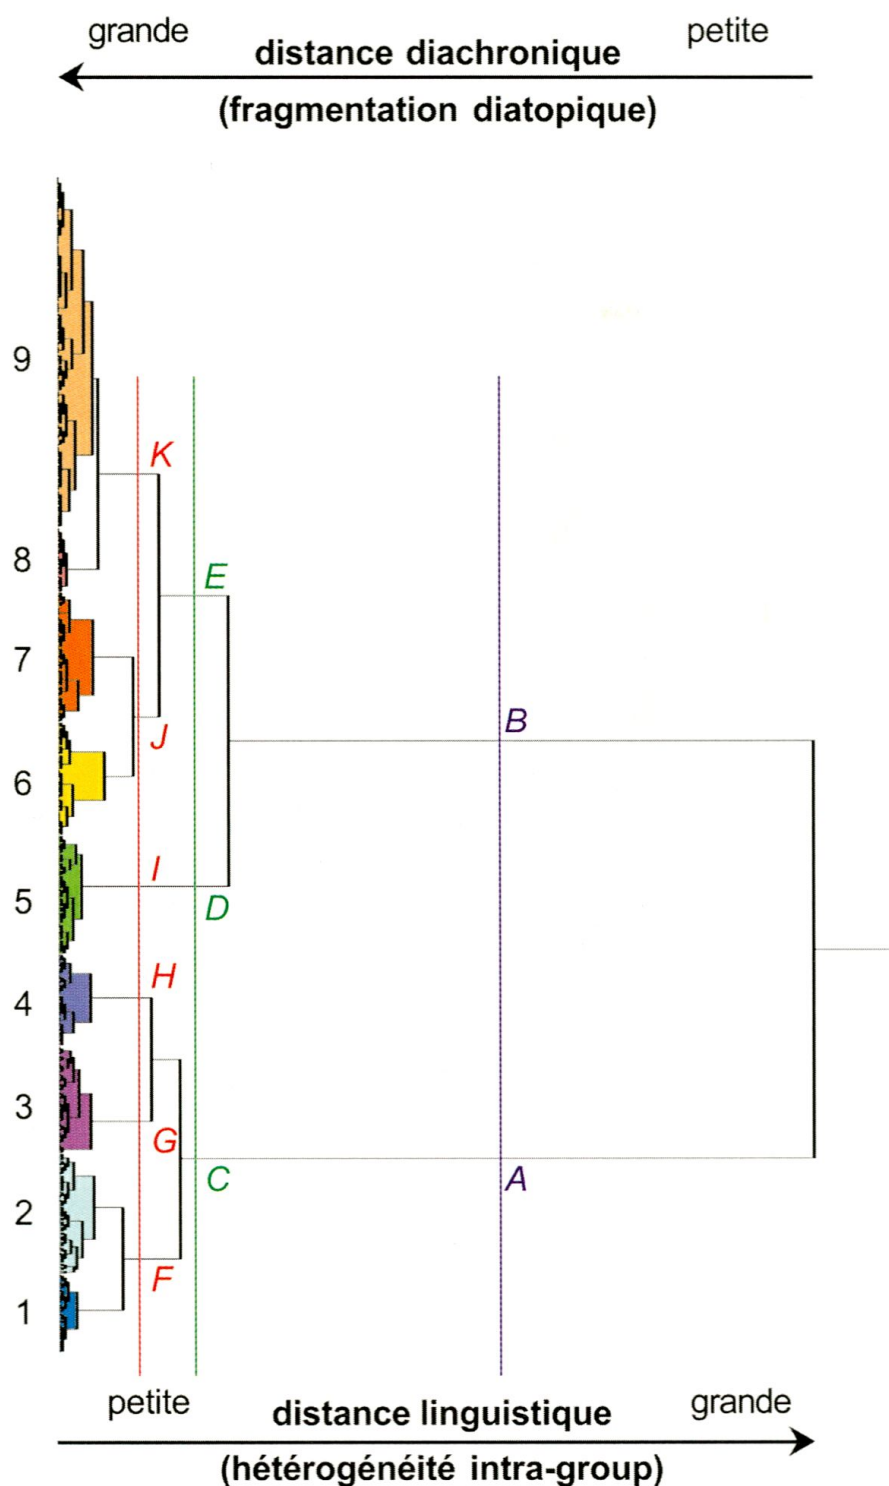 grande petite
distance diachronique
(fragmentation diatopique)
9
K
8
E
7
B
J
6
I
5
D
H
4
3
G
C A
2
F
1
petite grande
distance linguistique
(hétérogénéité intra-group)